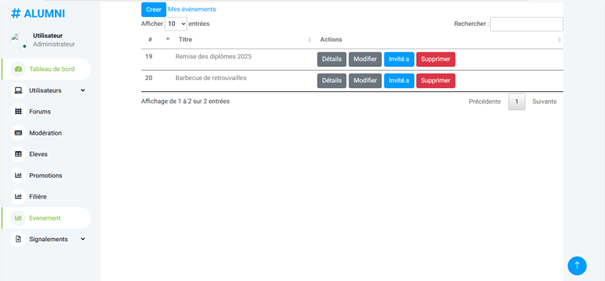 # ALUMNI
Utilisateur
Administrateur
Tableau de bord
Utilisateurs
Forums
Modération
Eleves
Promotions
Filière
Evenement
Signalements
Creer Mes événements
Afficher 10 entrées Rechercher :
# Titre Actions
19 Remise des diplômes 2025 Détails Modifier Invité.s Supprimer
20 Barbecue de retrouvailles Détails Modifier Invité.s Supprimer
Affichage de 1 à 2 sur 2 entrées Précédente 1 Suivante